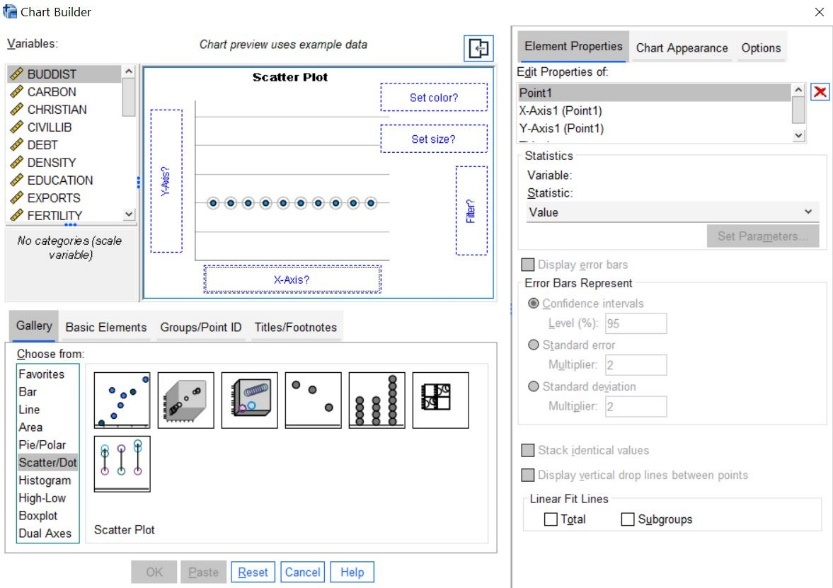 Chart Builder
Variables:
Chart preview uses example data
BUDDIST
CARBON
CHRISTIAN
CIVILLIB
DEBT
DENSITY
EDUCATION
EXPORTS
FERTILITY
No categories (scale
variable)
Scatter Plot
Set color?
Set size?
Y-Axis?
Filter?
X-Axis?
Gallery
Basic Elements
Groups/Point ID
Titles/Footnotes
Choose from:
Favorites
Bar
Line
Area
Pie/Polar
Scatter/Dot
Histogram
High-Low
Boxplot
Dual Axes
Scatter Plot
OK
Paste
Reset
Cancel
Help
Element Properties
Chart Appearance
Options
Edit Properties of:
Point1
X-Axis1 (Point1)
Y-Axis1 (Point1)
Statistics
Variable:
Statistic:
Value
Set Parameters...
Display error bars
Error Bars Represent
Confidence intervals
Level (%): 95
Standard error
Multiplier: 2
Standard deviation
Multiplier: 2
Stack identical values
Display vertical drop lines between points
Linear Fit Lines
Total
Subgroups